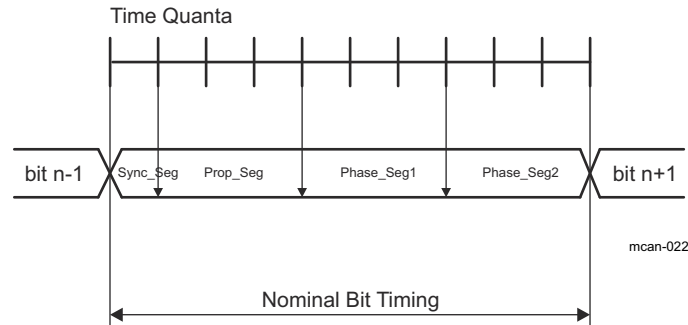 Time Quanta
bit n-1 Sync_Seg Prop_Seg Phase_Seg1 Phase_Seg2 bit n+1
mcan-022
Nominal Bit Timing